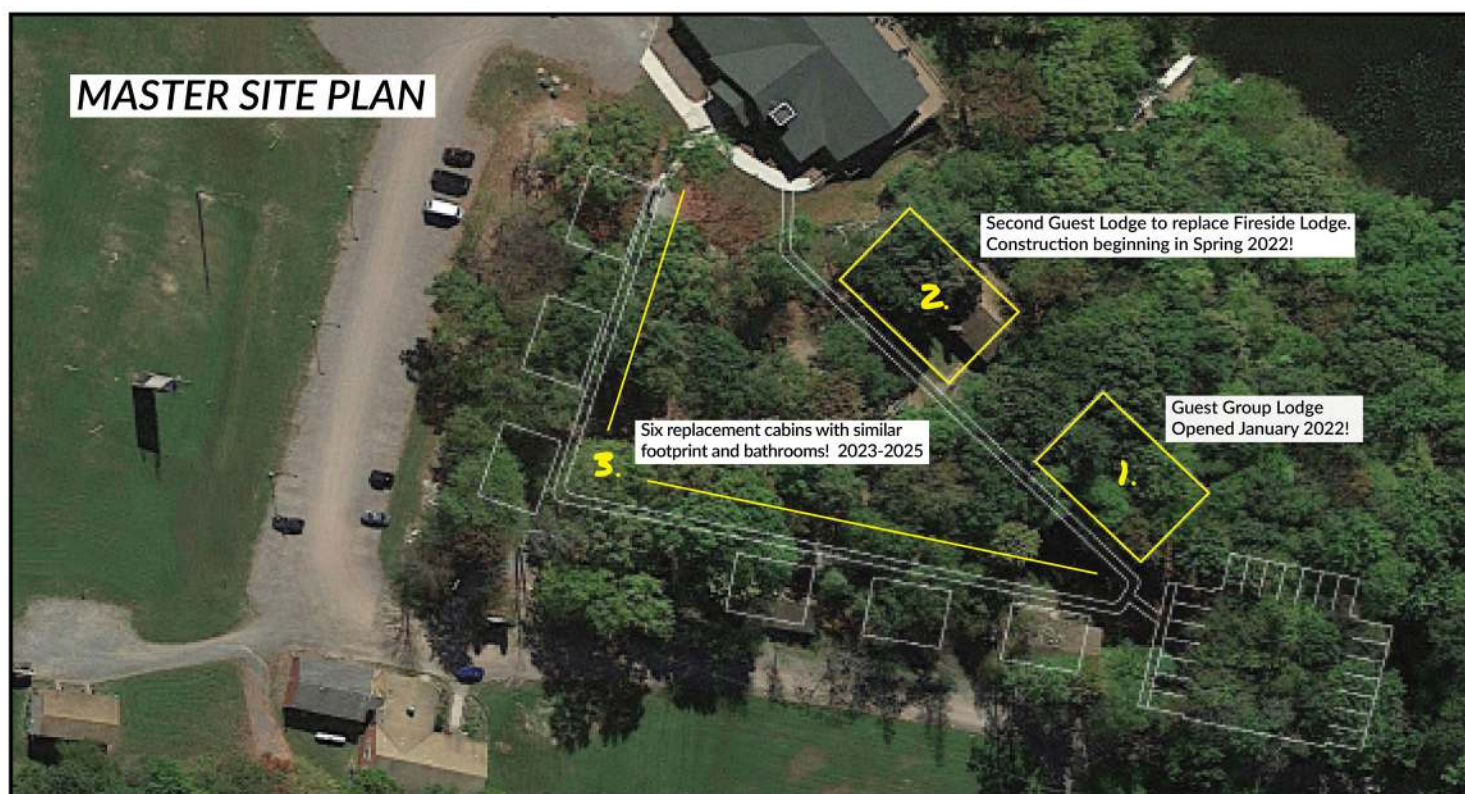 MASTER SITE PLAN
Second Guest Lodge to replace Fireside Lodge.
Construction beginning in Spring 2022!
2.
Guest Group Lodge
Opened January 2022!
1.
Six replacement cabins with similar
footprint and bathrooms! 2023-2025
3.